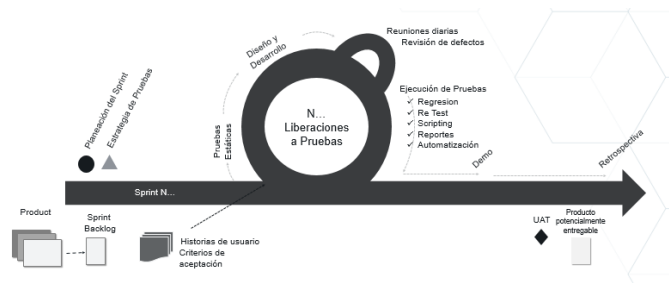 Planeación del Sprint
Estrategia de Pruebas
Pruebas
Estáticas
Diseño y
Desarrollo
Reuniones diarias
Revisión de defectos
N...
Liberaciones
a Pruebas
Ejecución de Pruebas
✓ Regresion
✓ Re Test
✓ Scripting
✓ Reportes
✓ Automatización
Demo
Retrospectiva
Sprint N...
Product
Sprint
Backlog
Historias de usuario
Criterios de
aceptación
UAT
Producto
potencialmente
entregable